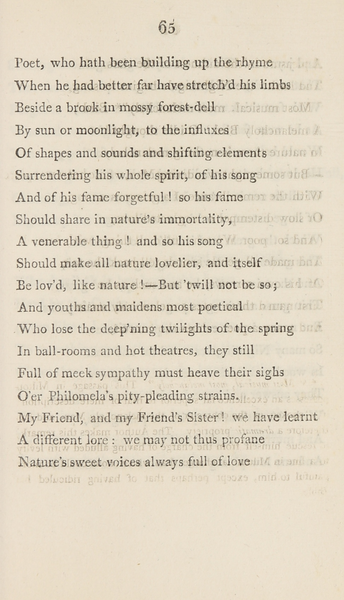 65
Poet, who hath been building up the rhyme
When he had better far have stretch'd his limbs
Beside a brook in mossy forest-dell
By sun or moonlight, to the influxes
Of shapes and sounds and shifting elements
Surrendering his whole spirit, of his song
And of his fame forgetful! so his fame
Should share in nature's immortality,
A venerable thing! and so his song
Should make all nature lovelier, and itself
Be lov'd, like nature!—But 'twill not be so;
And youths and maidens most poetical
Who lose the deep'ning twilights of the spring
In ball-rooms and hot theatres, they still
Full of meek sympathy must heave their sighs
O'er Philomela's pity-pleading strains.
My Friend, and my Friend's Sister! we have learnt
A different lore: we may not thus profane
Nature's sweet voices always full of love